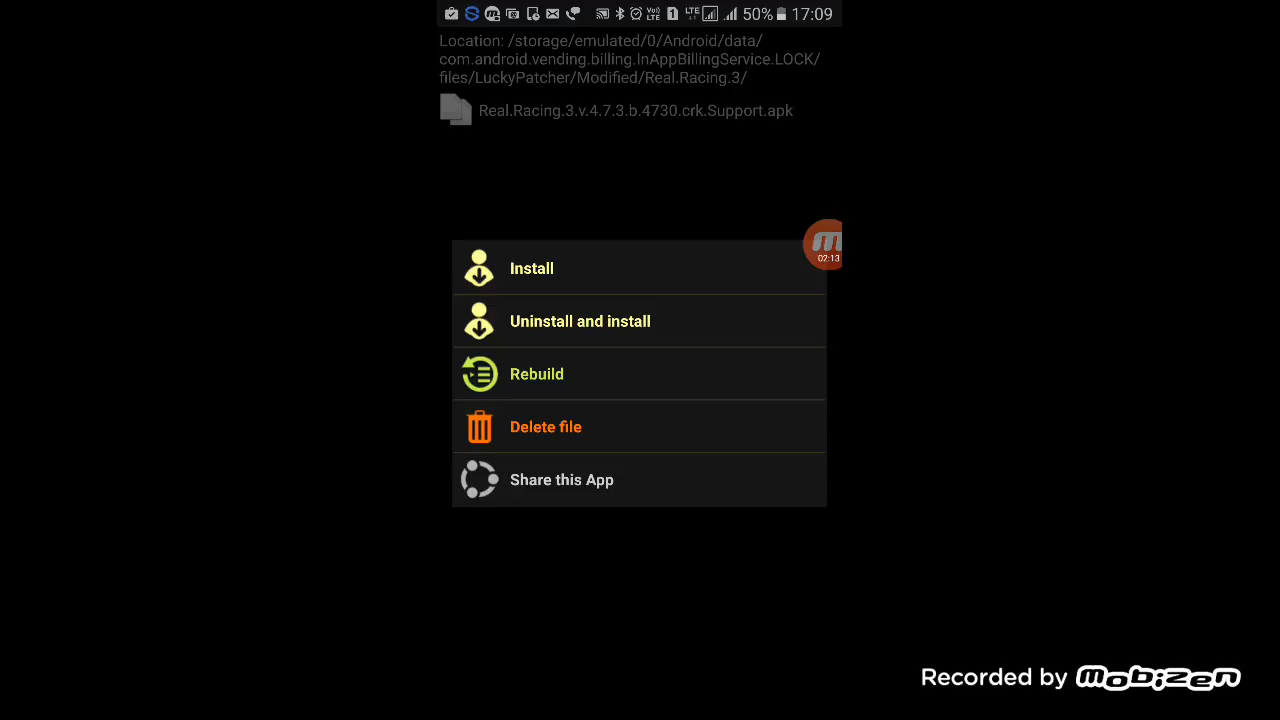 50% 17:09
Location: /storage/emulated/0/Android/data/
com.android.vending.billing.InAppBillingService.LOCK/
files/LuckyPatcher/Modified/Real.Racing.3/
Real.Racing.3.v.4.7.3.b.4730.crk.Support.apk
02:13
Install
Uninstall and install
Rebuild
Delete file
Share this App
Recorded by mobizen